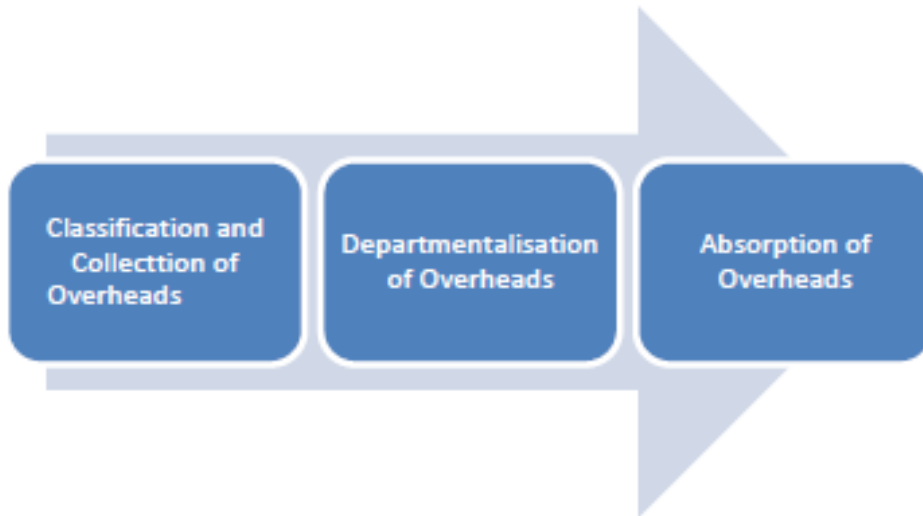 Classification and
Collecttion of
Overheads
Departmentalisation
of Overheads
Absorption of
Overheads